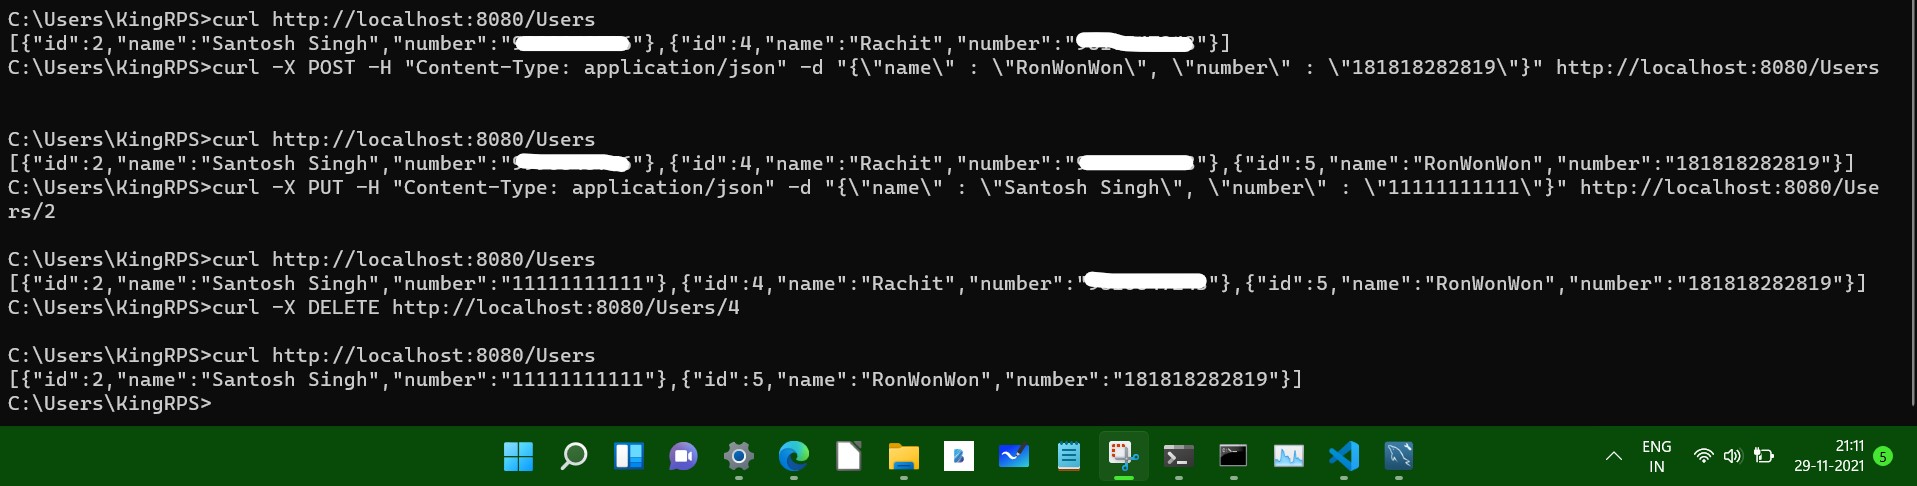 C:\Users\KingRPS>curl http://localhost:8080/Users
[{"id":2,"name":"Santosh Singh","number":""},{"id":4,"name":"Rachit","number":""}]
C:\Users\KingRPS>curl -X POST -H "Content-Type: application/json" -d "{\"name\" : \"RonWonWon\", \"number\" : \"181818282819\"}" http://localhost:8080/Users
C:\Users\KingRPS>curl http://localhost:8080/Users
[{"id":2,"name":"Santosh Singh","number":""},{"id":4,"name":"Rachit","number":""},{"id":5,"name":"RonWonWon","number":"181818282819"}]
C:\Users\KingRPS>curl -X PUT -H "Content-Type: application/json" -d "{\"name\" : \"Santosh Singh\", \"number\" : \"11111111111\"}" http://localhost:8080/Use
rs/2
C:\Users\KingRPS>curl http://localhost:8080/Users
[{"id":2,"name":"Santosh Singh","number":"11111111111"},{"id":4,"name":"Rachit","number":""},{"id":5,"name":"RonWonWon","number":"181818282819"}]
C:\Users\KingRPS>curl -X DELETE http://localhost:8080/Users/4
C:\Users\KingRPS>curl http://localhost:8080/Users
[{"id":2,"name":"Santosh Singh","number":"11111111111"},{"id":5,"name":"RonWonWon","number":"181818282819"}]
C:\Users\KingRPS>
ENG
IN
21:11
29-11-2021
5